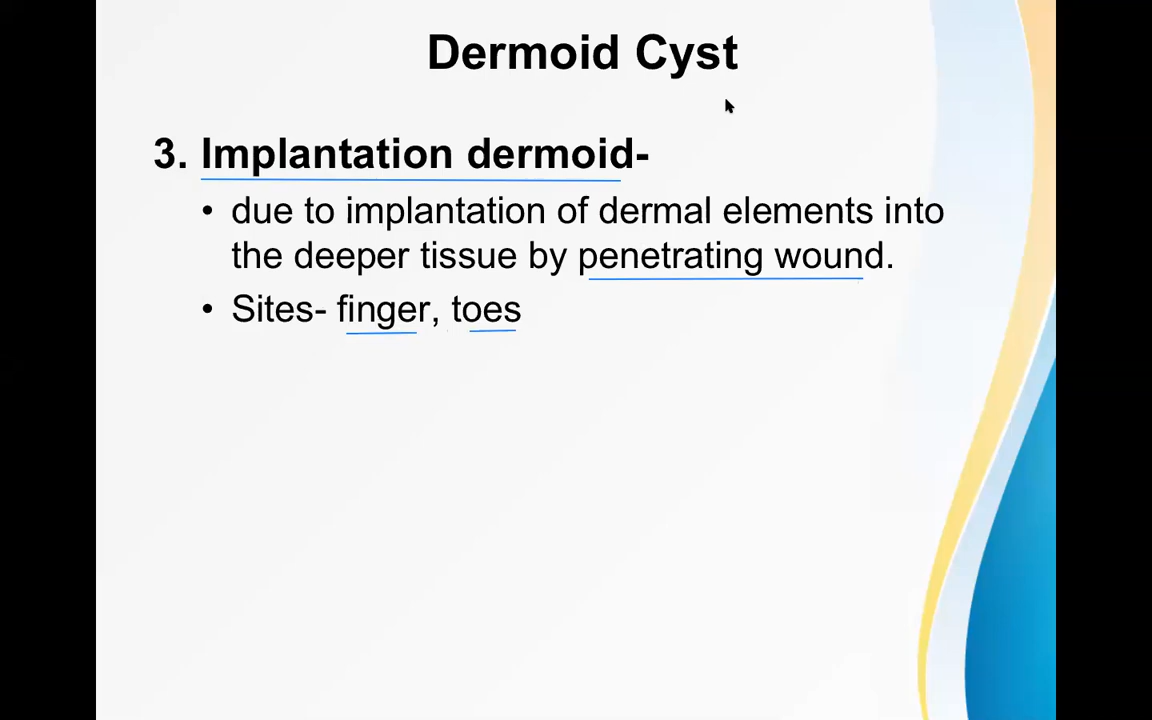 Dermoid Cyst
3. Implantation dermoid-
• due to implantation of dermal elements into
the deeper tissue by penetrating wound.
• Sites- finger, toes